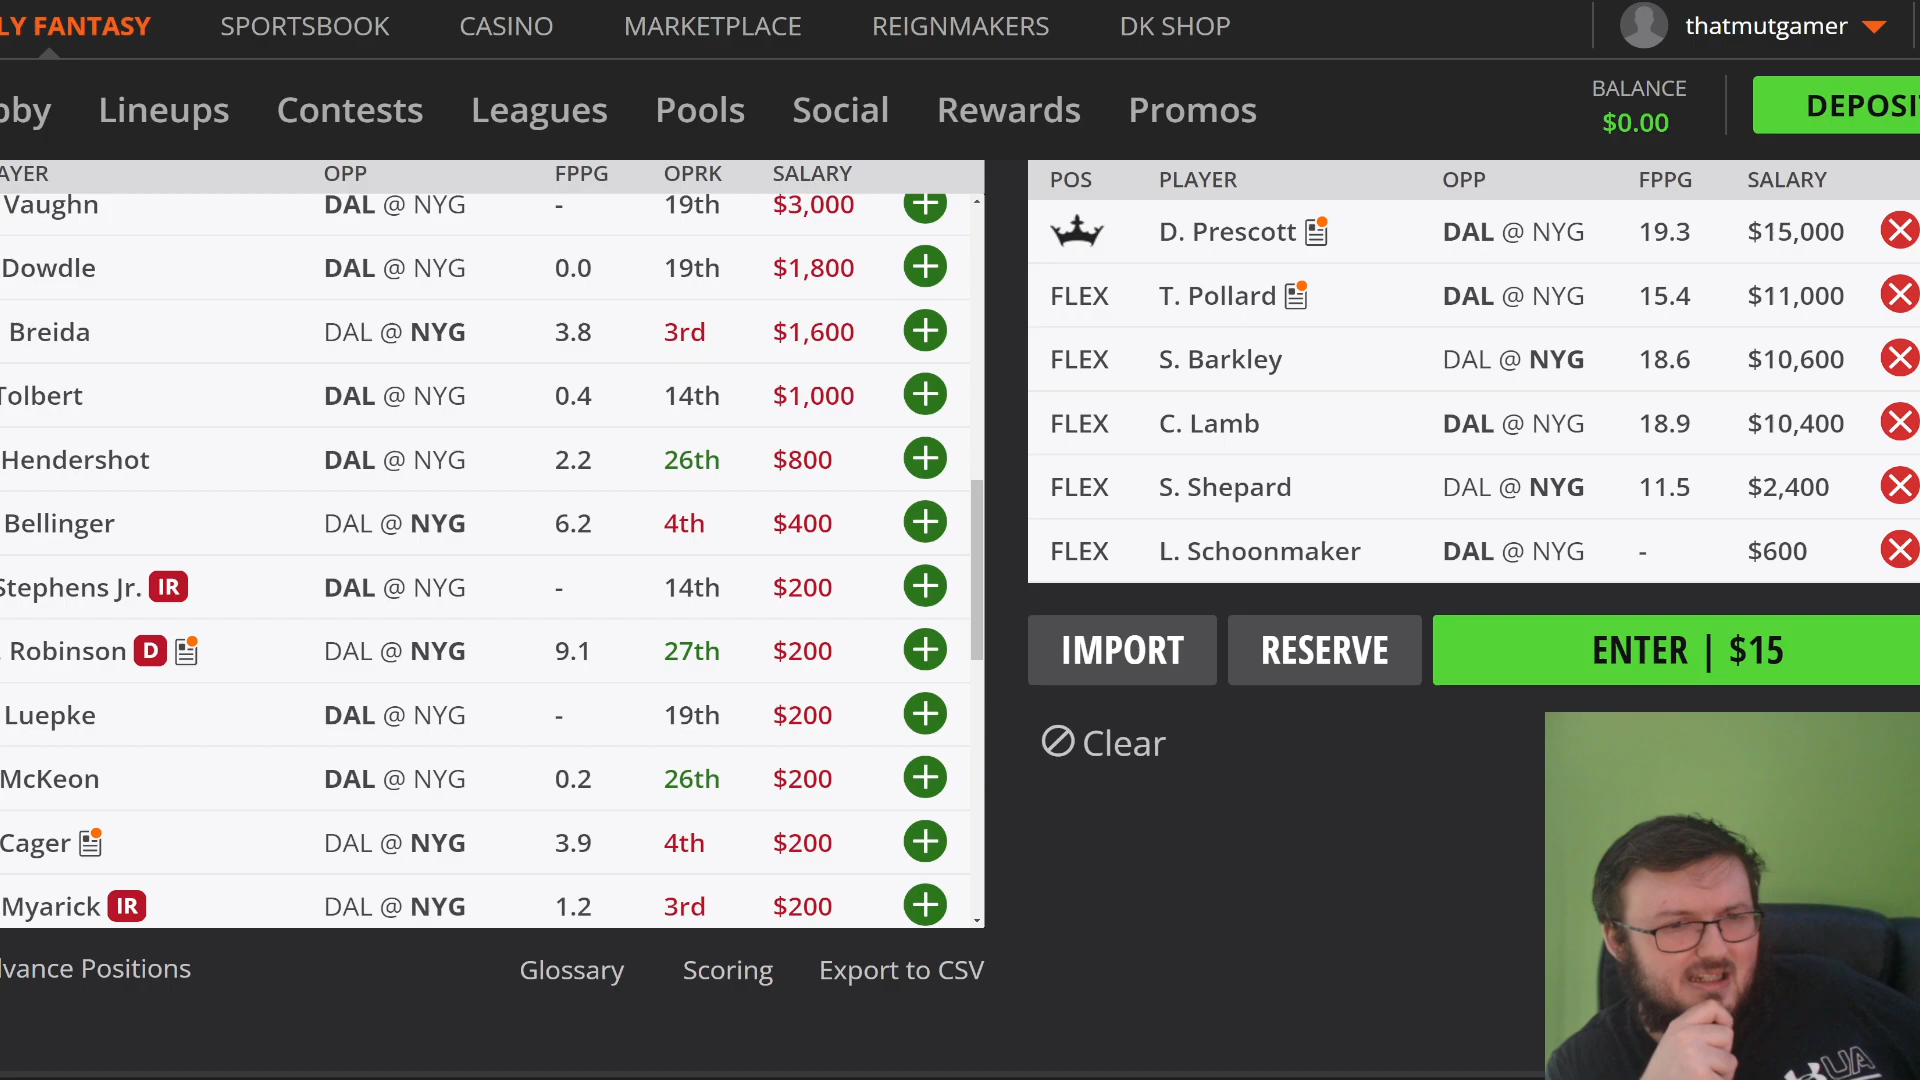 LY FANTASY SPORTSBOOK CASINO MARKETPLACE REIGNMAKERS DK SHOP thatmutgamer
bby Lineups Contests Leagues Pools Social Rewards Promos BALANCE $0.00 DEPOSI
AYER OPP FPPG OPRK SALARY
Vaughn DAL @ NYG - 19th $3,000
Dowdle DAL @ NYG 0.0 19th $1,800
Breida DAL @ NYG 3.8 3rd $1,600
Tolbert DAL @ NYG 0.4 14th $1,000
Hendershot DAL @ NYG 2.2 26th $800
Bellinger DAL @ NYG 6.2 4th $400
Stephens Jr. IR DAL @ NYG - 14th $200
. Robinson D DAL @ NYG 9.1 27th $200
Luepke DAL @ NYG - 19th $200
McKeon DAL @ NYG 0.2 26th $200
Cager DAL @ NYG 3.9 4th $200
Myarick IR DAL @ NYG 1.2 3rd $200
dvance Positions Glossary Scoring Export to CSV
POS PLAYER OPP FPPG SALARY
D. Prescott DAL @ NYG 19.3 $15,000
FLEX T. Pollard DAL @ NYG 15.4 $11,000
FLEX S. Barkley DAL @ NYG 18.6 $10,600
FLEX C. Lamb DAL @ NYG 18.9 $10,400
FLEX S. Shepard DAL @ NYG 11.5 $2,400
FLEX L. Schoonmaker DAL @ NYG - $600
IMPORT RESERVE ENTER | $15
Clear
UA